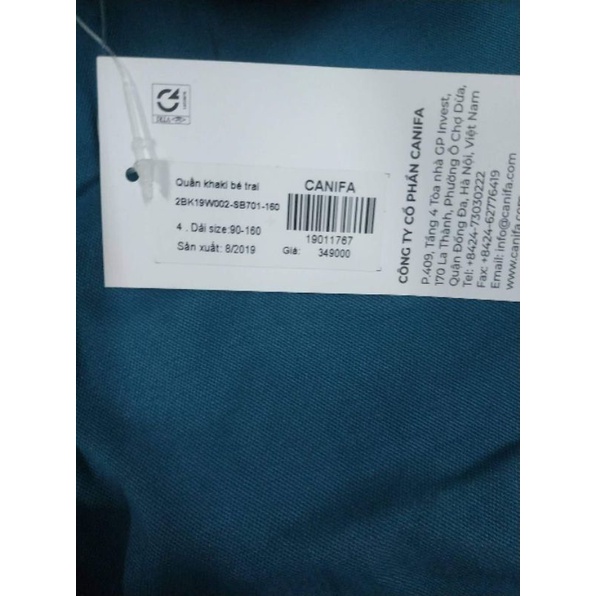 Quần khaki bé trai
2BK19W002-SB701-160
4 . Dải size:90-160
Sản xuất: 8/2019
Giá:
CANIFA
19011767
349000
CÔNG TY CỔ PHẦN CANIFA
P.409, Tầng 4 Tòa nhà GP Invest,
170 La Thành, Phường Ô Chợ Dừa,
Quận Đống Đa, Hà Nội, Việt Nam
Tel: +8424-73030222
Fax: +8424-62776419
Email: info@canifa.com
www.canifa.com